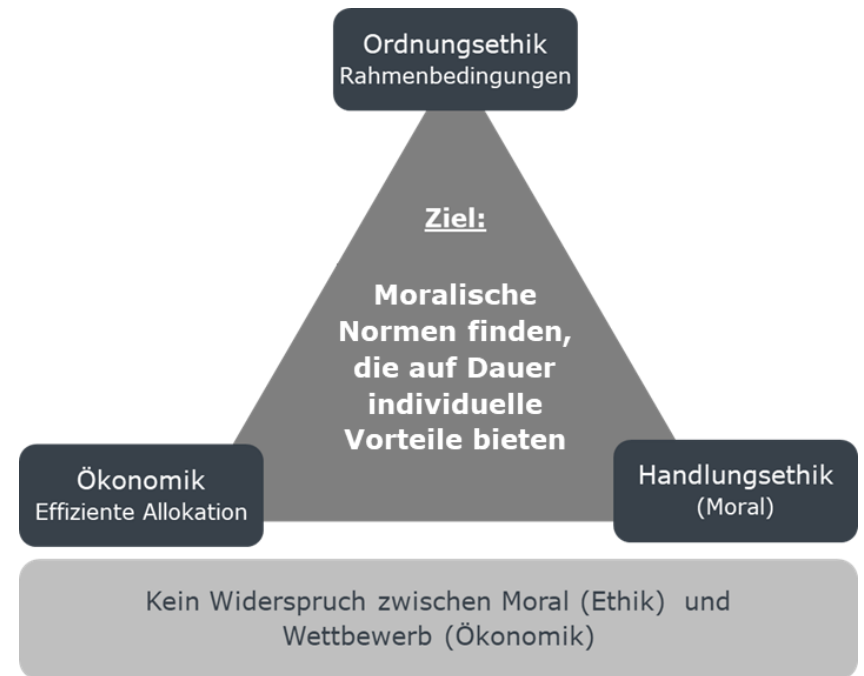 Ordnungsethik
Rahmenbedingungen
Ziel:
Moralische
Normen finden,
die auf Dauer
individuelle
Vorteile bieten
Ökonomik
Effiziente Allokation
Handlungsethik
(Moral)
Kein Widerspruch zwischen Moral (Ethik) und
Wettbewerb (Ökonomik)